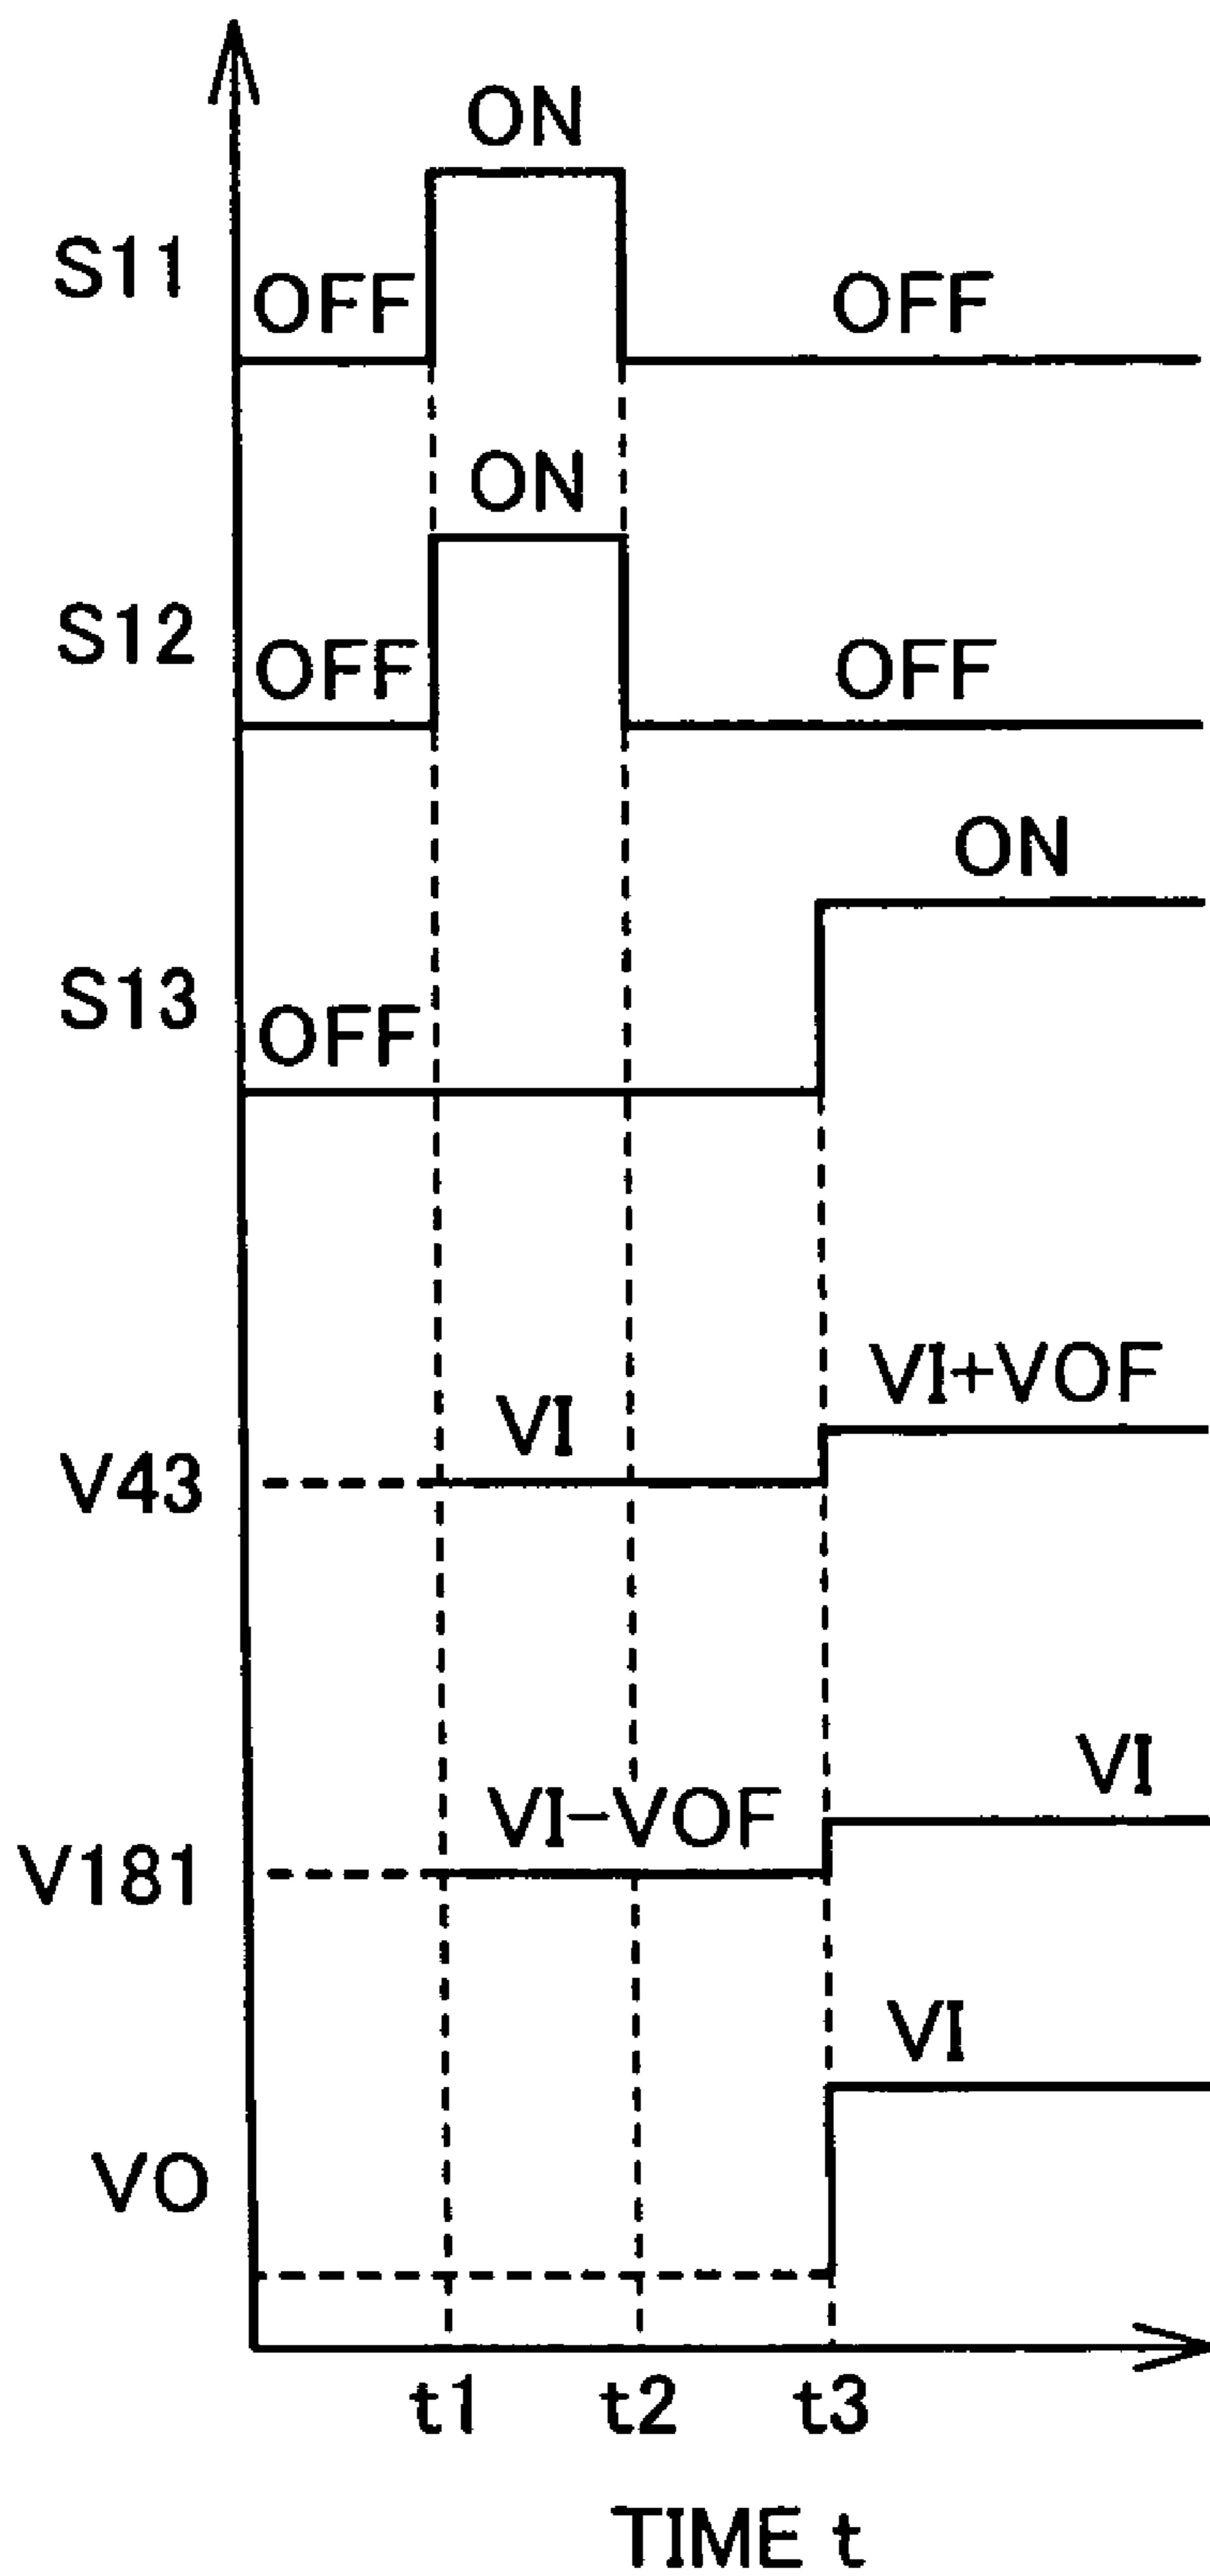 ON
S11
OFF
OFF
ON
S12
OFF
OFF
ON
S13
OFF
VI+VOF
VI
V43
VI
VI-VOF
V181
VI
VO
t1 t2 t3
TIME t